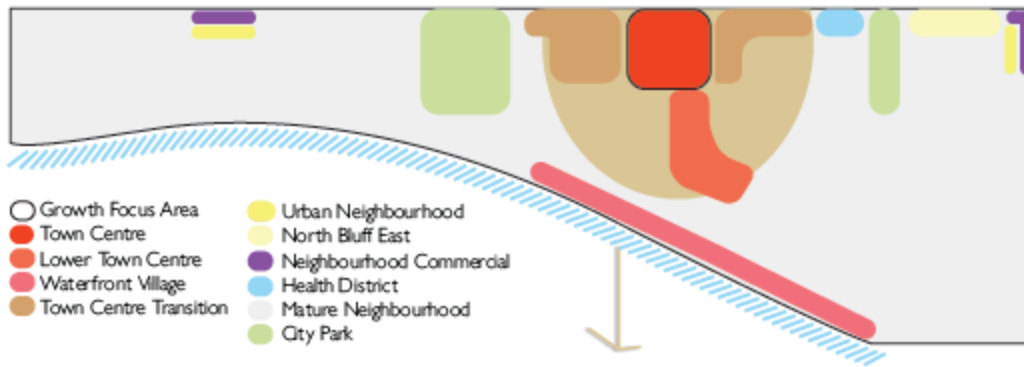 Growth Focus Area
Town Centre
Lower Town Centre
Waterfront Village
Town Centre Transition
Urban Neighbourhood
North Bluff East
Neighbourhood Commercial
Health District
Mature Neighbourhood
City Park